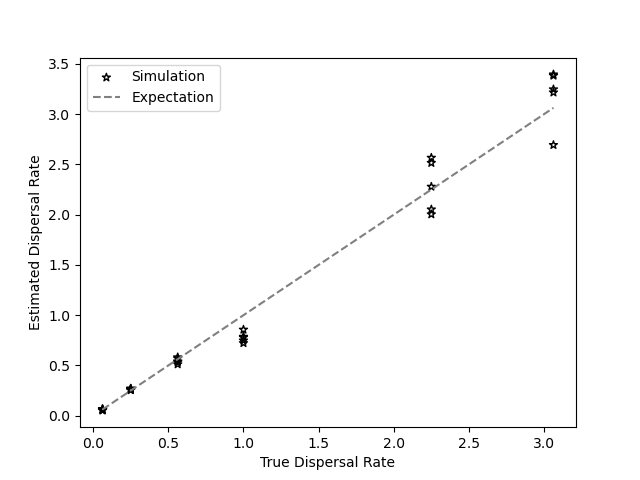 Simulation
Expectation
Estimated Dispersal Rate
3.5
3.0
2.5
2.0
1.5
1.0
0.5
0.0
0.0 0.5 1.0 1.5 2.0 2.5 3.0
True Dispersal Rate